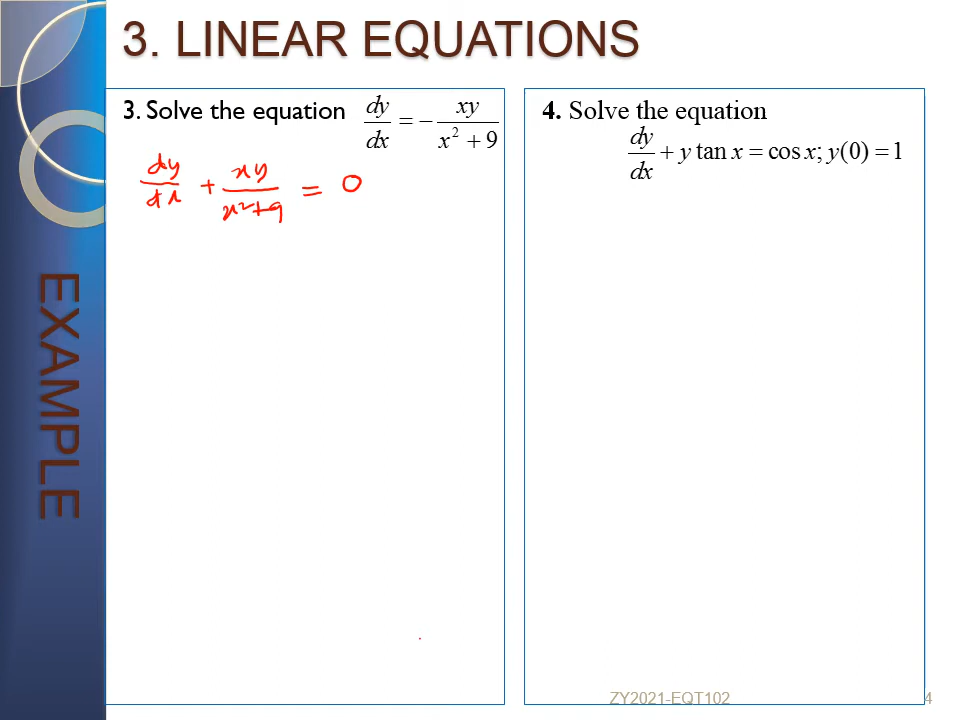 3. LINEAR EQUATIONS
EXAMPLE
3. Solve the equation dy/dx = − xy/(x² + 9)
dy/dx + xy/(x²+9) = 0
4. Solve the equation
dy/dx + y tan x = cos x; y(0) = 1
ZY2021-EQT102
4